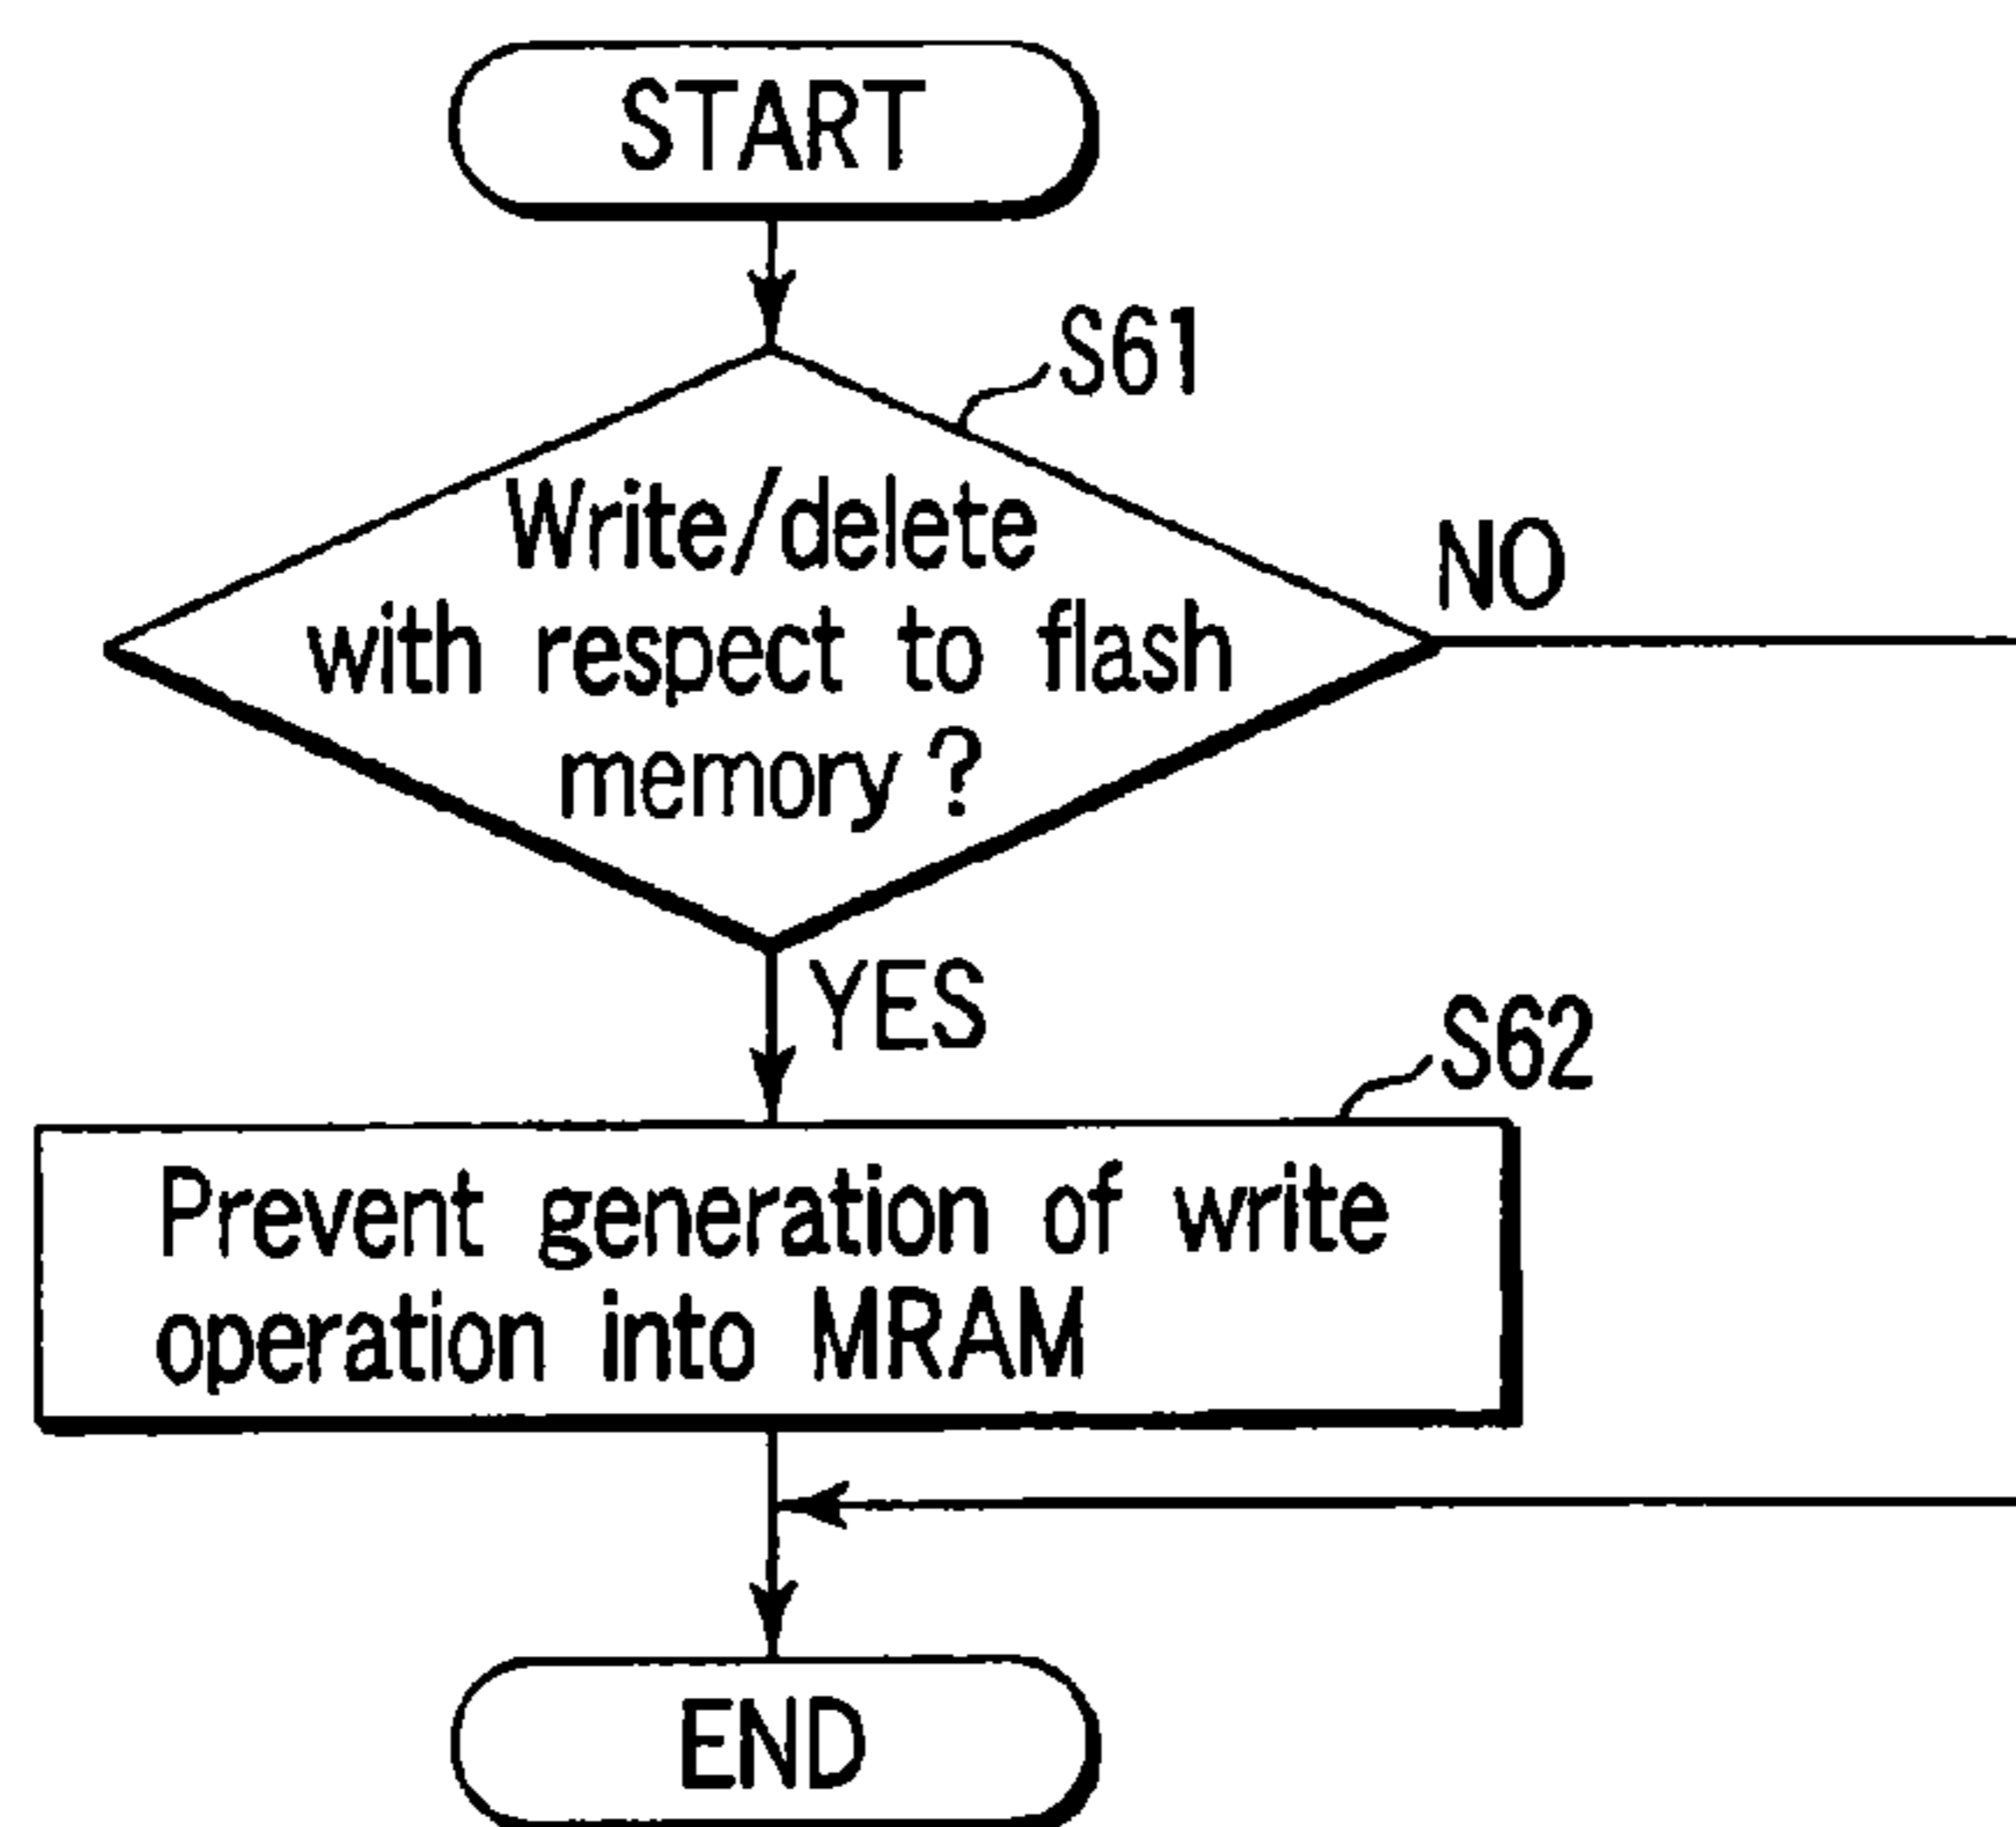 START
S61
Write/delete
with respect to flash
memory?
NO
YES
S62
Prevent generation of write
operation into MRAM
END